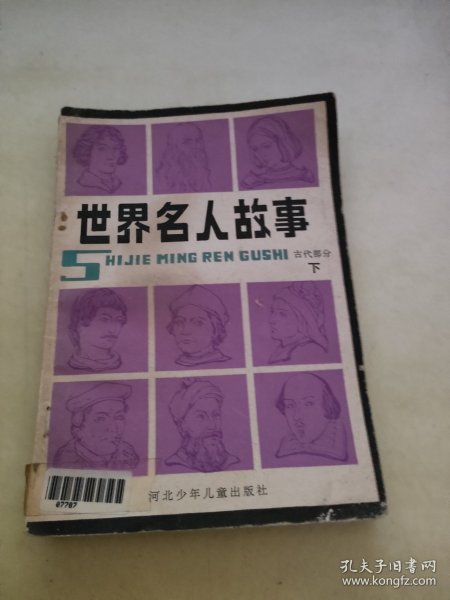 世界名人故事
SHIJIE MING REN GUSHI 古代部分
下
07707
河北少年儿童出版社
孔夫子旧书网
www.kongfz.com